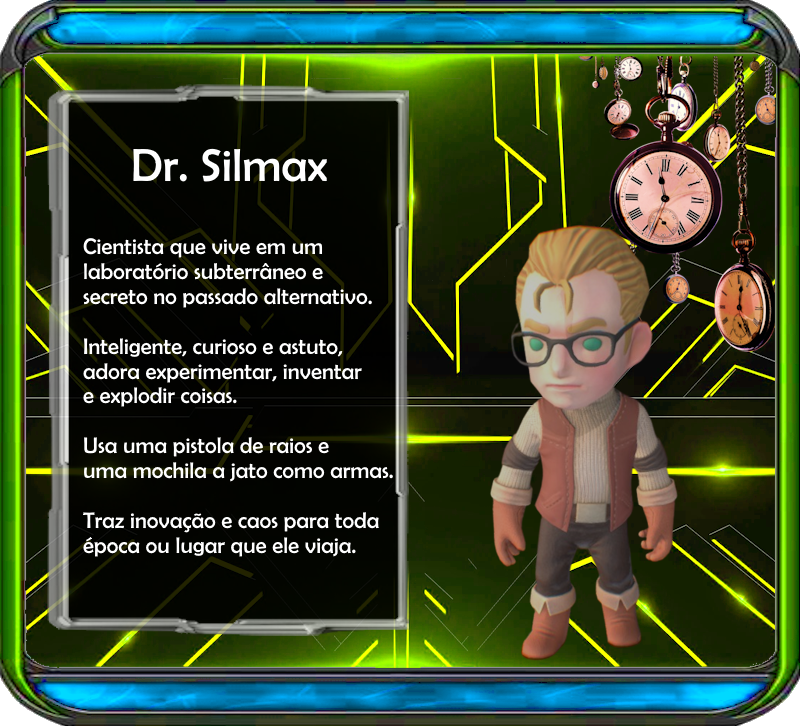 Dr. Silmax
Cientista que vive em um
laboratório subterrâneo e
secreto no passado alternativo.
Inteligente, curioso e astuto,
adora experimentar, inventar
e explodir coisas.
Usa uma pistola de raios e
uma mochila a jato como armas.
Traz inovação e caos para toda
época ou lugar que ele viaja.